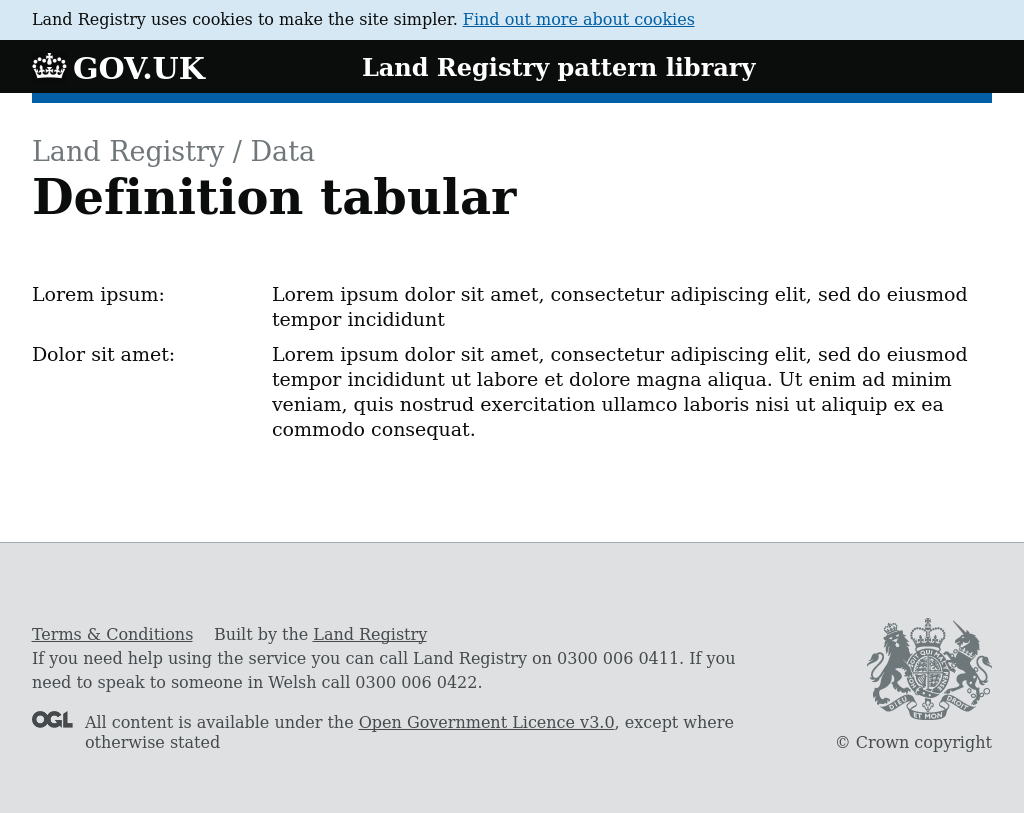 Land Registry uses cookies to make the site simpler. Find out more about cookies
GOV.UK
Land Registry pattern library
Land Registry / Data
Definition tabular
Lorem ipsum:
Lorem ipsum dolor sit amet, consectetur adipiscing elit, sed do eiusmod
tempor incididunt
Dolor sit amet:
Lorem ipsum dolor sit amet, consectetur adipiscing elit, sed do eiusmod
tempor incididunt ut labore et dolore magna aliqua. Ut enim ad minim
veniam, quis nostrud exercitation ullamco laboris nisi ut aliquip ex ea
commodo consequat.
Terms & Conditions Built by the Land Registry
If you need help using the service you can call Land Registry on 0300 006 0411. If you
need to speak to someone in Welsh call 0300 006 0422.
OGL
All content is available under the Open Government Licence v3.0, except where
otherwise stated
DIEU ET MON DROIT
© Crown copyright